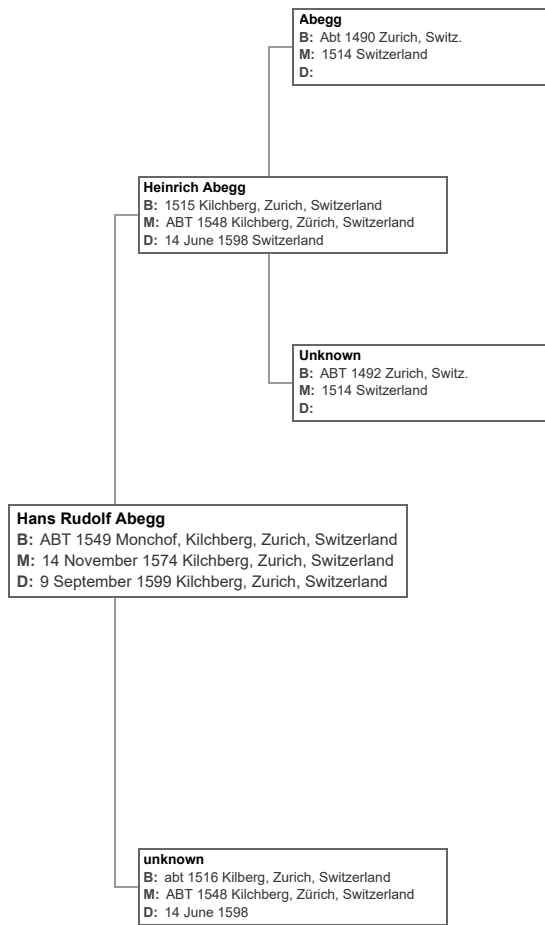 Abegg
B: Abt 1490 Zurich, Switz.
M: 1514 Switzerland
D:
Heinrich Abegg
B: 1515 Kilchberg, Zurich, Switzerland
M: ABT 1548 Kilchberg, Zürich, Switzerland
D: 14 June 1598 Switzerland
Unknown
B: ABT 1492 Zurich, Switz.
M: 1514 Switzerland
D:
Hans Rudolf Abegg
B: ABT 1549 Monchof, Kilchberg, Zurich, Switzerland
M: 14 November 1574 Kilchberg, Zurich, Switzerland
D: 9 September 1599 Kilchberg, Zurich, Switzerland
unknown
B: abt 1516 Kilberg, Zurich, Switzerland
M: ABT 1548 Kilchberg, Zürich, Switzerland
D: 14 June 1598